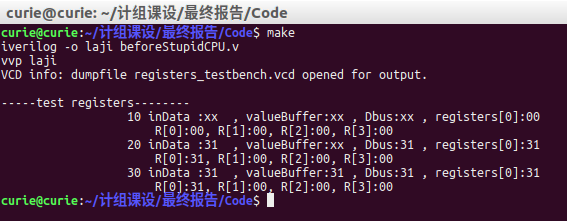 curie@curie: ~/计组课设/最终报告/Code
curie@curie:~/计组课设/最终报告/Code$ make
iverilog -o laji beforeStupidCPU.v
vvp laji
VCD info: dumpfile registers_testbench.vcd opened for output.
-----test registers--------
10 inData :xx  , valueBuffer:xx , Dbus:xx , registers[0]:00
R[0]:00, R[1]:00, R[2]:00, R[3]:00
20 inData :31  , valueBuffer:xx , Dbus:31 , registers[0]:31
R[0]:31, R[1]:00, R[2]:00, R[3]:00
30 inData :31  , valueBuffer:31 , Dbus:31 , registers[0]:31
R[0]:31, R[1]:00, R[2]:00, R[3]:00
curie@curie:~/计组课设/最终报告/Code$